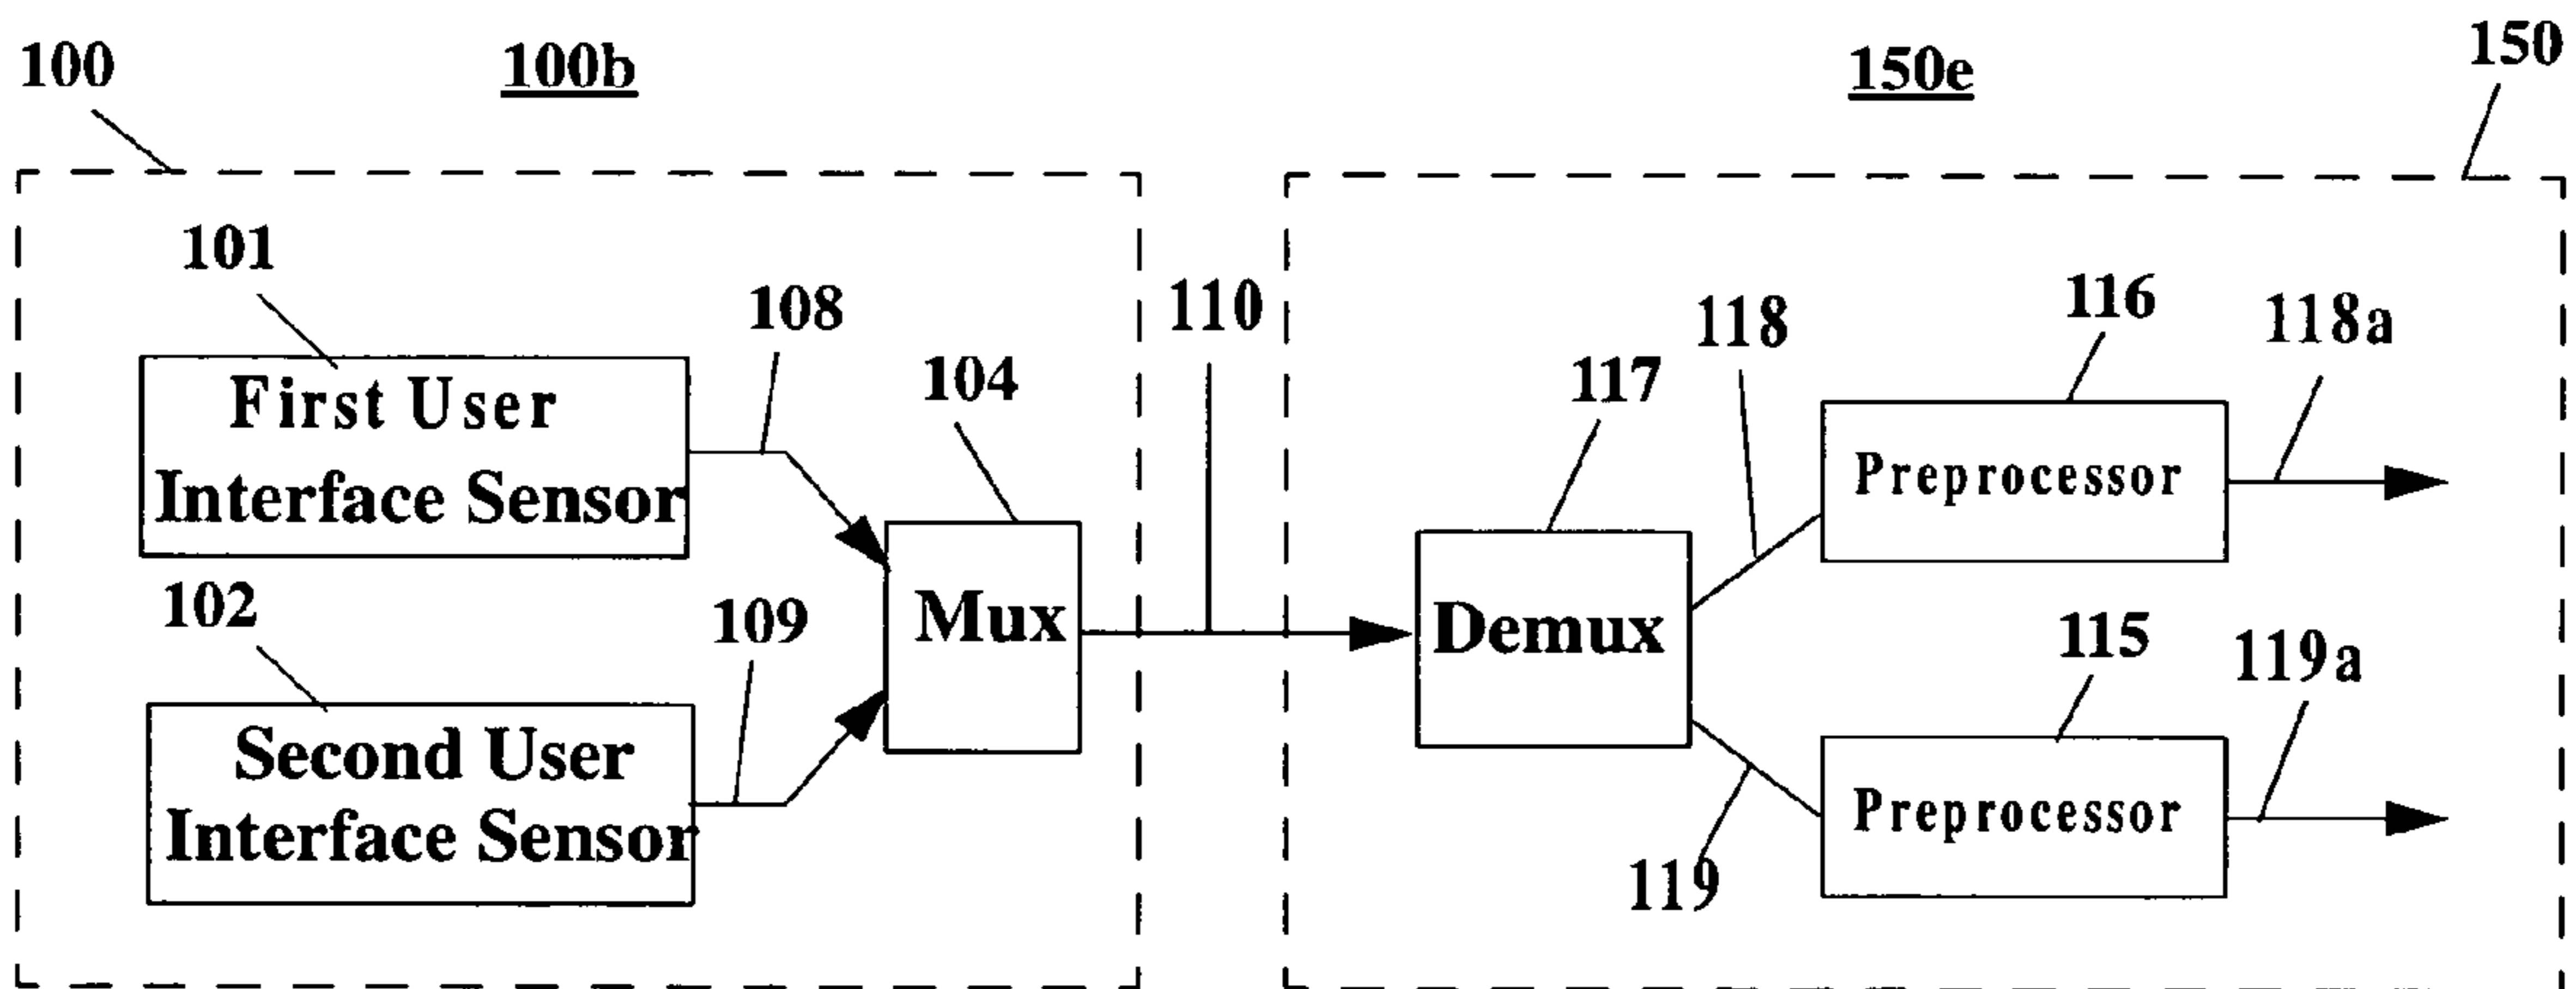 100
100b
150e
150
101
108
110
104
First User
Interface Sensor
102
109
Mux
Second User
Interface Sensor
117
118
116
118a
Preprocessor
Demux
115
119a
Preprocessor
119